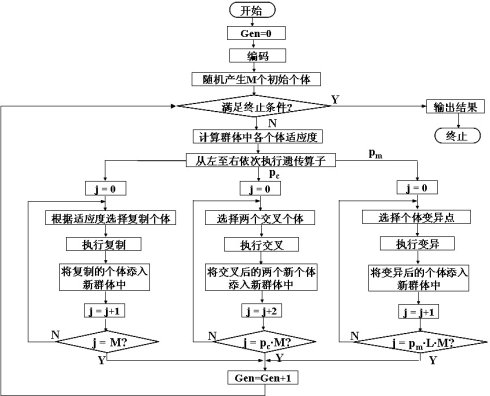 开始
Gen=0
编码
随机产生M个初始个体
满足终止条件?
Y
输出结果
终止
N
计算群体中各个体适应度
从左至右依次执行遗传算子
pc
pm
j = 0
j = 0
j = 0
根据适应度选择复制个体
选择两个交叉个体
选择个体变异点
执行复制
执行交叉
执行变异
将复制的个体添入
新群体中
将交叉后的两个新个体
添入新群体中
将变异后的个体添入
新群体中
j = j+1
j = j+2
j = j+1
N
j = M?
Y
N
j = pc·M?
Y
N
j = pm·L·M?
Y
Gen=Gen+1